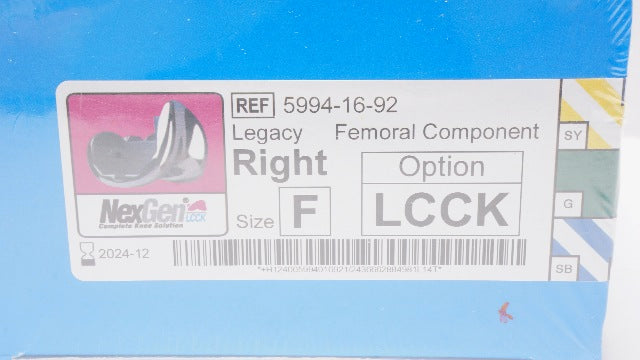 REF 5994-16-92
Legacy Femoral Component
Right
Option
Size F
LCCK
NexGen LCCK
Complete Knee Solution
2024-12
SY
G
SB